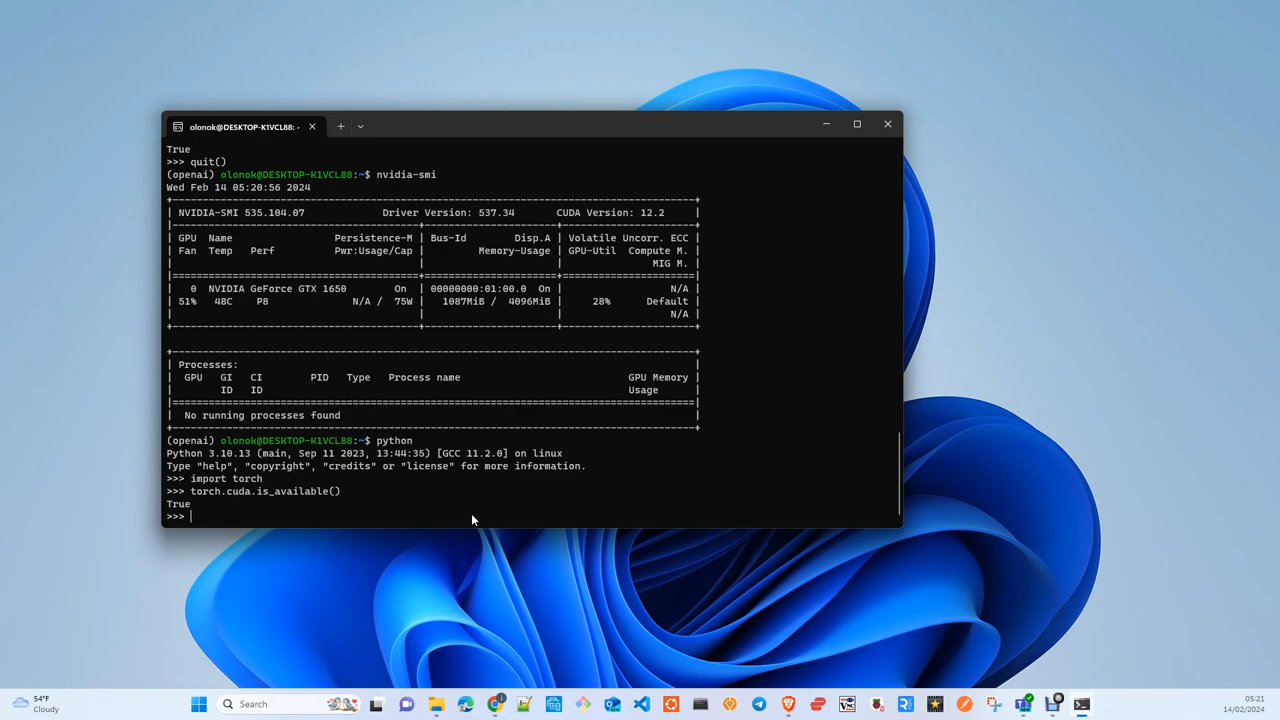 olonok@DESKTOP-K1VCL88: ~
True
>>> quit()
(openai) olonok@DESKTOP-K1VCL88:~$ nvidia-smi
Wed Feb 14 05:20:56 2024
+---------------------------------------------------------------------------------------+
| NVIDIA-SMI 535.104.07             Driver Version: 537.34       CUDA Version: 12.2     |
|-----------------------------------------+----------------------+----------------------+
| GPU  Name                 Persistence-M | Bus-Id        Disp.A | Volatile Uncorr. ECC |
| Fan  Temp   Perf          Pwr:Usage/Cap |         Memory-Usage | GPU-Util  Compute M. |
|                                         |                      |               MIG M. |
|=========================================+======================+======================|
|   0  NVIDIA GeForce GTX 1650        On  | 00000000:01:00.0  On |                  N/A |
| 51%   48C    P8              N/A /  75W |   1087MiB /  4096MiB |     28%      Default |
|                                         |                      |                  N/A |
+-----------------------------------------+----------------------+----------------------+
+---------------------------------------------------------------------------------------+
| Processes:                                                                            |
|  GPU   GI   CI        PID   Type   Process name                            GPU Memory |
|        ID   ID                                                             Usage      |
|=======================================================================================|
|  No running processes found                                                           |
+---------------------------------------------------------------------------------------+
(openai) olonok@DESKTOP-K1VCL88:~$ python
Python 3.10.13 (main, Sep 11 2023, 13:44:35) [GCC 11.2.0] on linux
Type "help", "copyright", "credits" or "license" for more information.
>>> import torch
>>> torch.cuda.is_available()
True
>>>
54°F
Cloudy
Search
05:21
14/02/2024